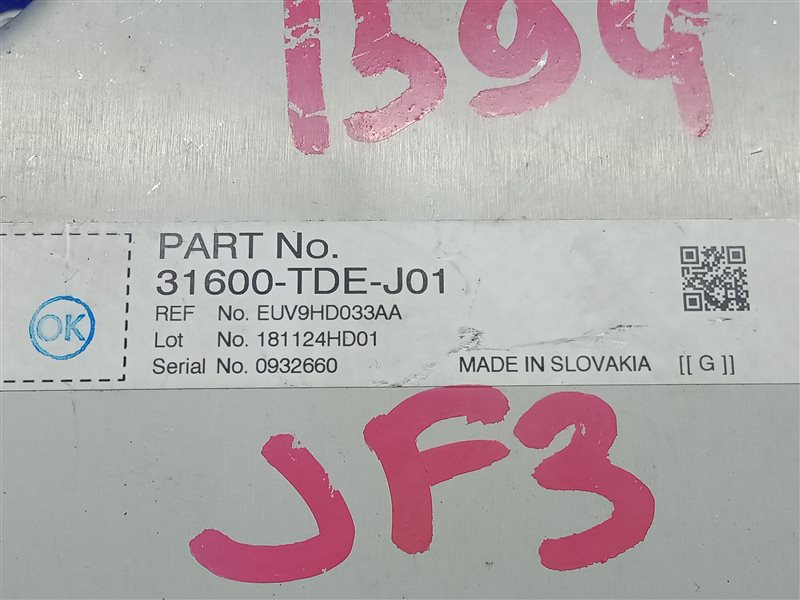 1594
PART No.
31600-TDE-J01
REF No. EUV9HD033AA
OK
Lot No. 181124HD01
Serial No. 0932660 MADE IN SLOVAKIA [[ G ]]
JF3